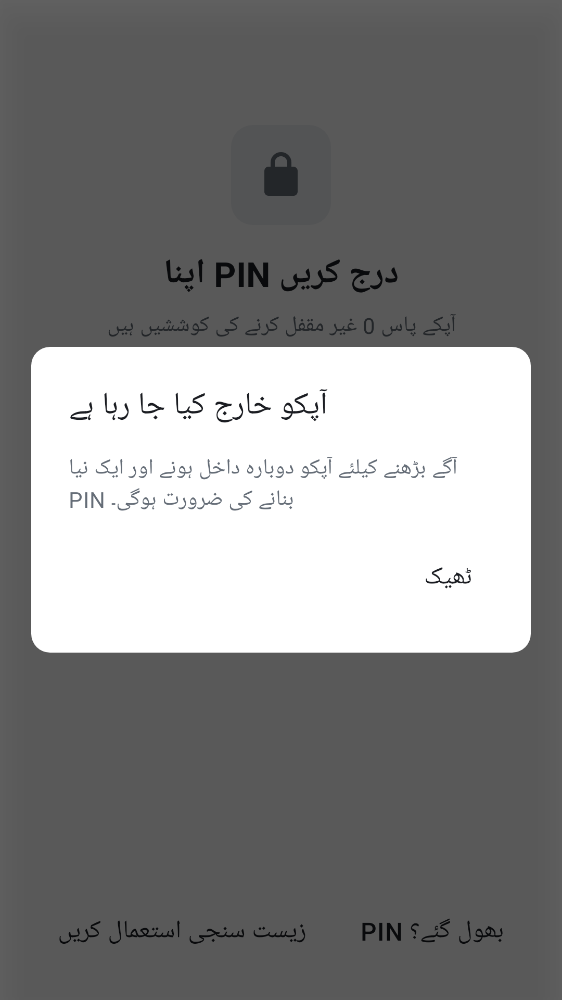 اپنا PIN درج کریں
آپکے پاس 0 غیر مقفل کرنے کی کوششیں ہیں
آپکو خارج کیا جا رہا ہے
آگے بڑھنے کیلئے آپکو دوبارہ داخل ہونے اور ایک نیا
PIN بنانے کی ضرورت ہوگی۔
ٹھیک
PIN بھول گئے؟
زیست سنجی استعمال کریں